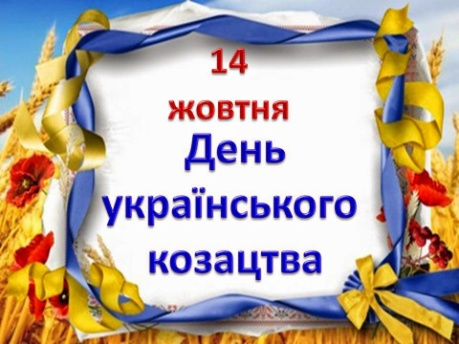 14
жовтня
День
українського
козацтва